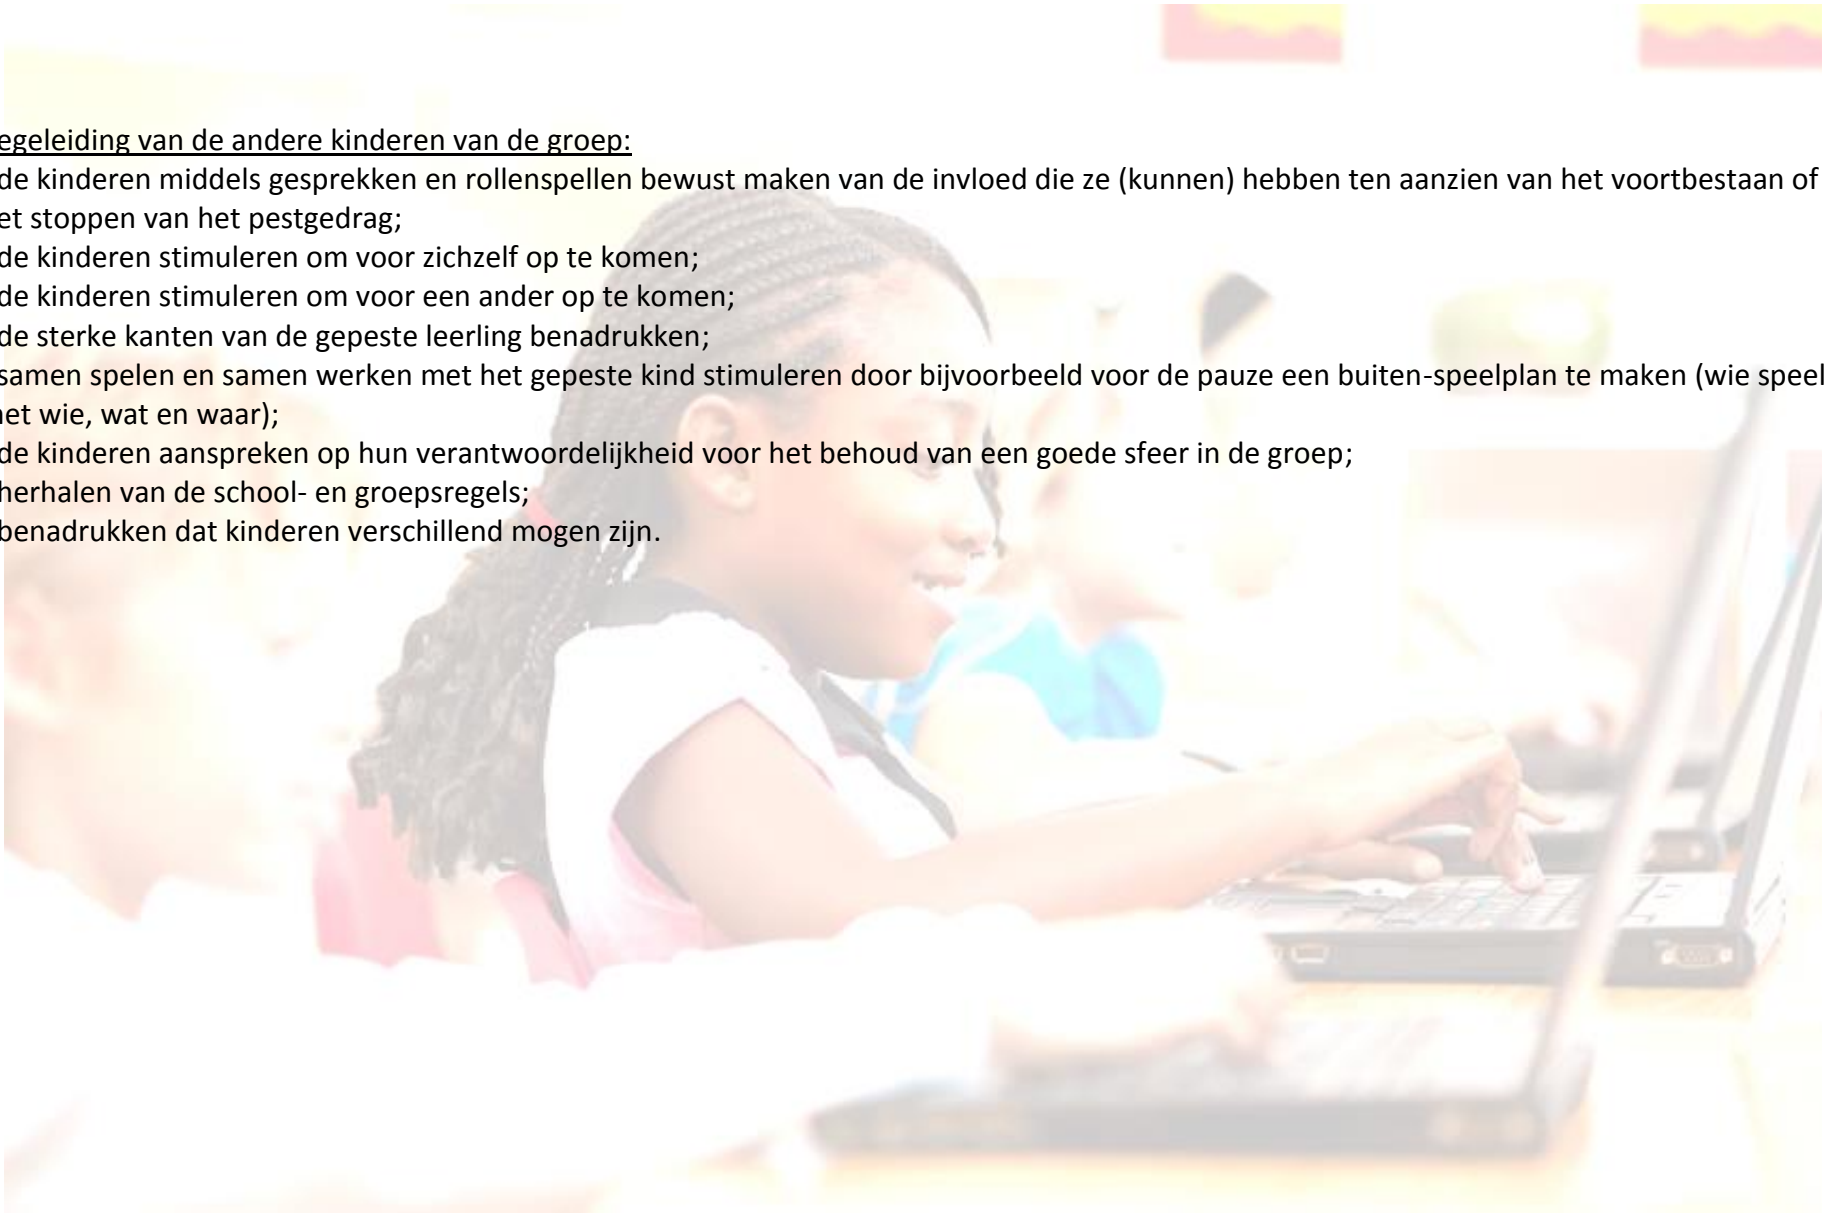 egeleiding van de andere kinderen van de groep:
de kinderen middels gesprekken en rollenspellen bewust maken van de invloed die ze (kunnen) hebben ten aanzien van het voortbestaan of
et stoppen van het pestgedrag;
de kinderen stimuleren om voor zichzelf op te komen;
de kinderen stimuleren om voor een ander op te komen;
de sterke kanten van de gepeste leerling benadrukken;
samen spelen en samen werken met het gepeste kind stimuleren door bijvoorbeeld voor de pauze een buiten-speelplan te maken (wie speel
et wie, wat en waar);
de kinderen aanspreken op hun verantwoordelijkheid voor het behoud van een goede sfeer in de groep;
herhalen van de school- en groepsregels;
benadrukken dat kinderen verschillend mogen zijn.